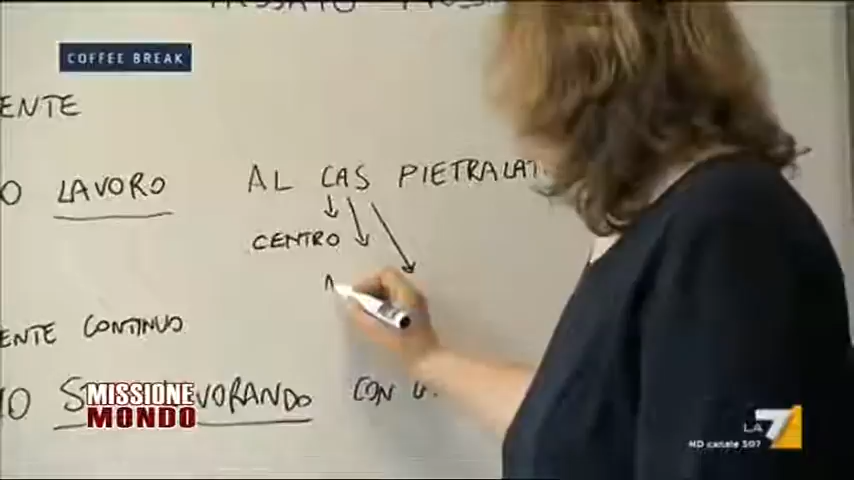 COFFEE BREAK
ENTE
O LAVORO AL CAS PIETRALAT
CENTRO
ENTE CONTINUO
VORANDO CON
MISSIONE
MONDO
LA 7
HD canale 507